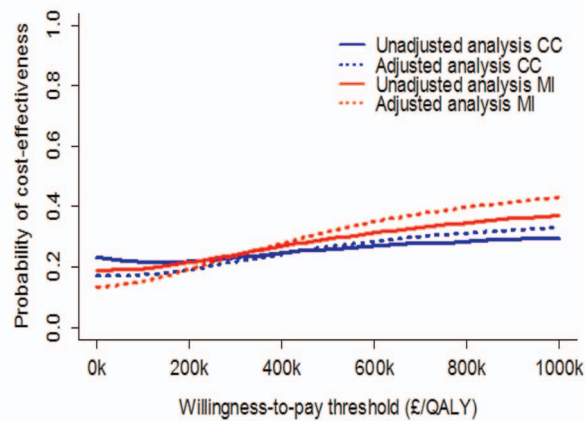 Unadjusted analysis CC
Adjusted analysis CC
Unadjusted analysis MI
Adjusted analysis MI
Probability of cost-effectiveness
1.0
0.8
0.6
0.4
0.2
0.0
0k 200k 400k 600k 800k 1000k
Willingness-to-pay threshold (£/QALY)